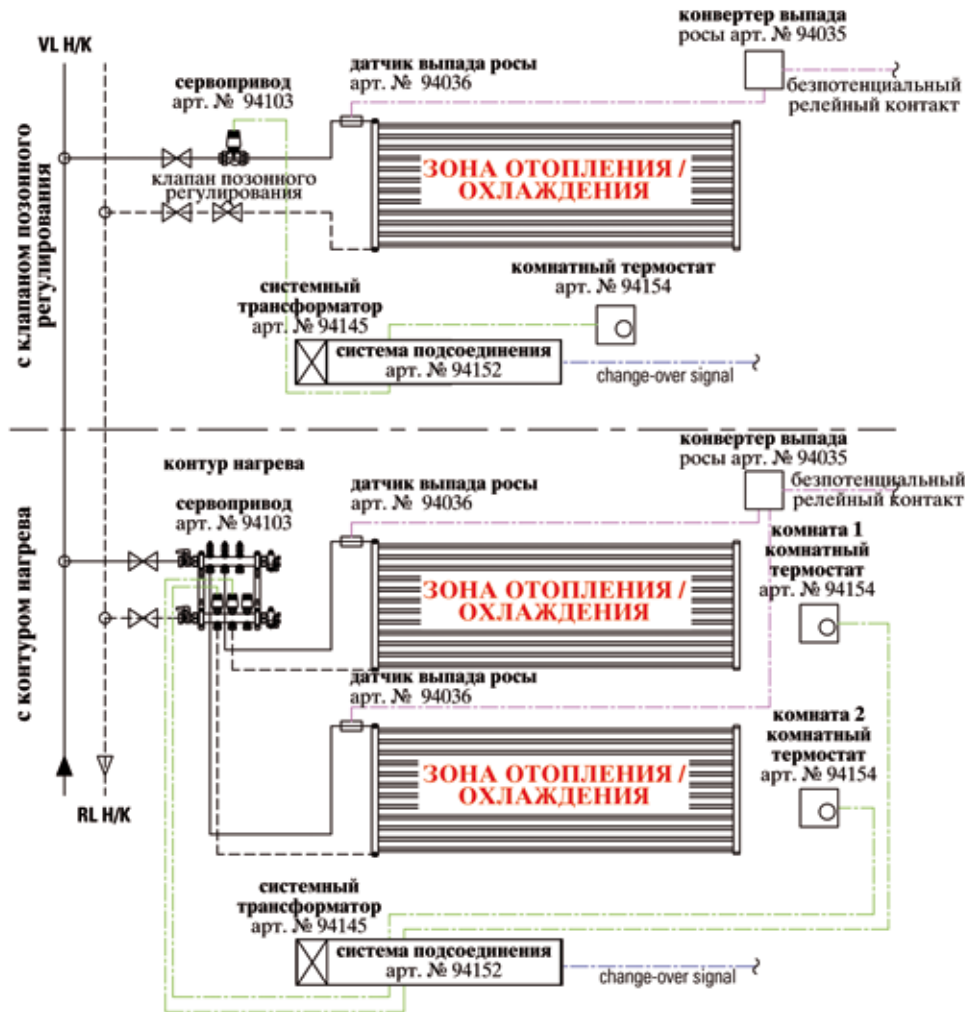 VL H/K
конвертер выпада
росы арт. № 94035
безпотенциальный
релейный контакт
датчик выпада росы
арт. № 94036
сервопривод
арт. № 94103
клапан позонного
регулирования
ЗОНА ОТОПЛЕНИЯ /
ОХЛАЖДЕНИЯ
с клапаном позонного
регулирования
комнатный термостат
арт. № 94154
системный
трансформатор
арт. № 94145
система подсоединения
арт. № 94152
change-over signal
контур нагрева
сервопривод
арт. № 94103
датчик выпада росы
арт. № 94036
конвертер выпада
росы арт. № 94035
безпотенциальный
релейный контакт
комната 1
комнатный
термостат
арт. № 94154
ЗОНА ОТОПЛЕНИЯ /
ОХЛАЖДЕНИЯ
с контуром нагрева
датчик выпада росы
арт. № 94036
комната 2
комнатный
термостат
арт. № 94154
ЗОНА ОТОПЛЕНИЯ /
ОХЛАЖДЕНИЯ
RL H/K
системный
трансформатор
арт. № 94145
система подсоединения
арт. № 94152
change-over signal